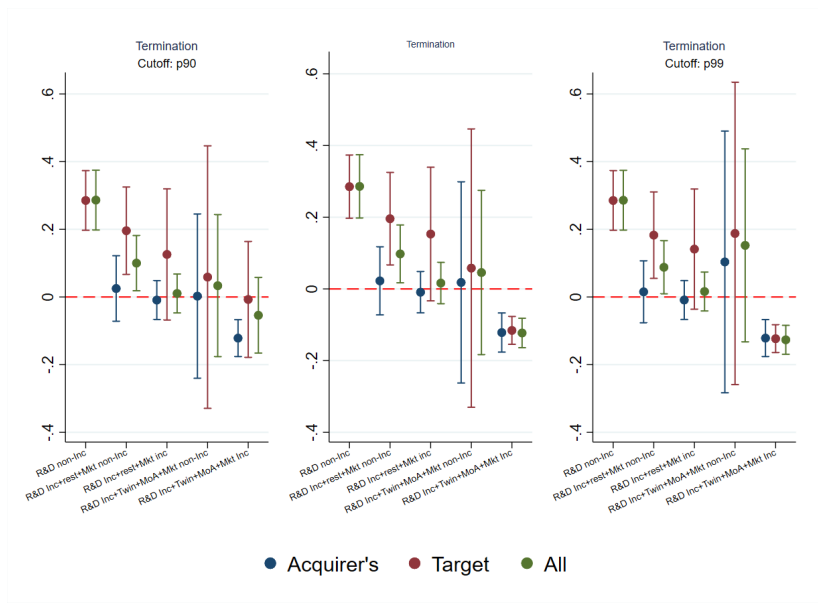 Termination
Cutoff: p90
.6
.4
.2
0
-.2
-.4
R&D non-Inc
R&D Inc+rest+Mkt non-Inc
R&D Inc+rest+Mkt inc
R&D Inc+Twin+MoA+Mkt non-Inc
R&D Inc+Twin+MoA+Mkt Inc
Termination
.6
.4
.2
0
-.2
-.4
R&D non-Inc
R&D Inc+rest+Mkt non-Inc
R&D Inc+rest+Mkt inc
R&D Inc+Twin+MoA+Mkt non-Inc
R&D Inc+Twin+MoA+Mkt Inc
Termination
Cutoff: p99
.6
.4
.2
0
-.2
-.4
R&D non-Inc
R&D Inc+rest+Mkt non-Inc
R&D Inc+rest+Mkt inc
R&D Inc+Twin+MoA+Mkt non-Inc
R&D Inc+Twin+MoA+Mkt Inc
Acquirer's Target All